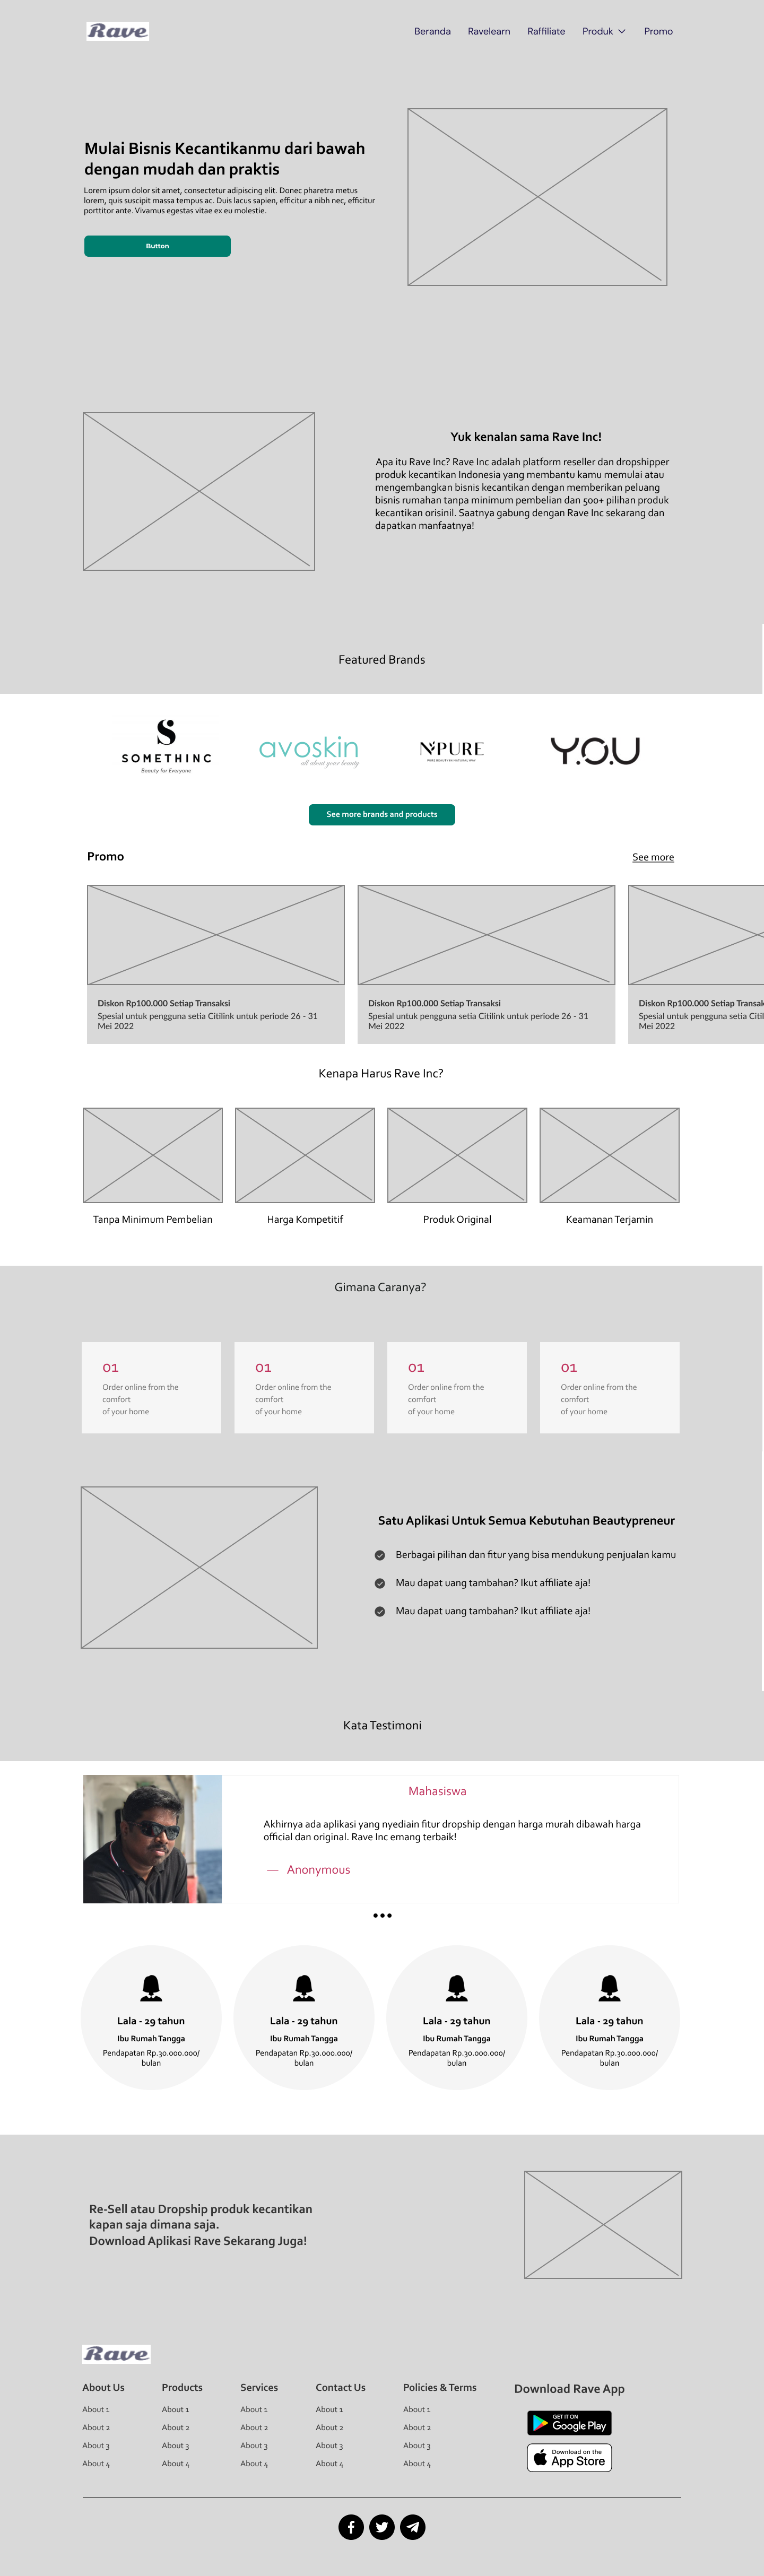 Rave
Beranda Ravelearn Raffiliate Produk Promo
Mulai Bisnis Kecantikanmu dari bawah
dengan mudah dan praktis
Lorem ipsum dolor sit amet, consectetur adipiscing elit. Donec pharetra metus
lorem, quis suscipit massa tempus ac. Duis lacus sapien, efficitur a nibh nec, efficitur
porttitor ante. Vivamus egestas vitae ex eu molestie.
Button
Yuk kenalan sama Rave Inc!
Apa itu Rave Inc? Rave Inc adalah platform reseller dan dropshipper
produk kecantikan Indonesia yang membantu kamu memulai atau
mengembangkan bisnis kecantikan dengan memberikan peluang
bisnis rumahan tanpa minimum pembelian dan 500+ pilihan produk
kecantikan orisinil. Saatnya gabung dengan Rave Inc sekarang dan
dapatkan manfaatnya!
Featured Brands
S
SOMETHINC
Beauty for Everyone
avoskin
all about your beauty
NPURE
PURE BEAUTY IN NATURAL WAY
Y.O.U
See more brands and products
Promo
See more
Diskon Rp100.000 Setiap Transaksi
Spesial untuk pengguna setia Citilink untuk periode 26 - 31
Mei 2022
Diskon Rp100.000 Setiap Transaksi
Spesial untuk pengguna setia Citilink untuk periode 26 - 31
Mei 2022
Diskon Rp100.000 Setiap Transak
Spesial untuk pengguna setia Citil
Mei 2022
Kenapa Harus Rave Inc?
Tanpa Minimum Pembelian
Harga Kompetitif
Produk Original
Keamanan Terjamin
Gimana Caranya?
01
Order online from the
comfort
of your home
01
Order online from the
comfort
of your home
01
Order online from the
comfort
of your home
01
Order online from the
comfort
of your home
Satu Aplikasi Untuk Semua Kebutuhan Beautypreneur
Berbagai pilihan dan fitur yang bisa mendukung penjualan kamu
Mau dapat uang tambahan? Ikut affiliate aja!
Mau dapat uang tambahan? Ikut affiliate aja!
Kata Testimoni
Mahasiswa
Akhirnya ada aplikasi yang nyediain fitur dropship dengan harga murah dibawah harga
official dan original. Rave Inc emang terbaik!
— Anonymous
Lala - 29 tahun
Ibu Rumah Tangga
Pendapatan Rp.30.000.000/
bulan
Lala - 29 tahun
Ibu Rumah Tangga
Pendapatan Rp.30.000.000/
bulan
Lala - 29 tahun
Ibu Rumah Tangga
Pendapatan Rp.30.000.000/
bulan
Lala - 29 tahun
Ibu Rumah Tangga
Pendapatan Rp.30.000.000/
bulan
Re-Sell atau Dropship produk kecantikan
kapan saja dimana saja.
Download Aplikasi Rave Sekarang Juga!
Rave
About Us
About 1
About 2
About 3
About 4
Products
About 1
About 2
About 3
About 4
Services
About 1
About 2
About 3
About 4
Contact Us
About 1
About 2
About 3
About 4
Policies & Terms
About 1
About 2
About 3
About 4
Download Rave App
GET IT ON
Google Play
Download on the
App Store